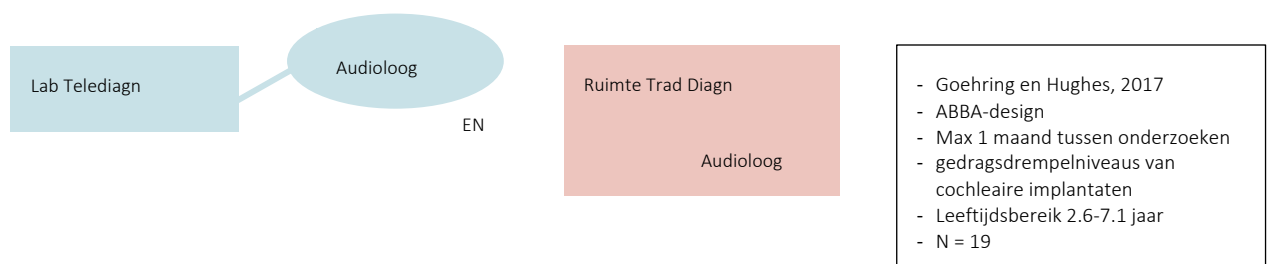 Lab Telediagn
Audioloog
EN
Ruimte Trad Diagn
Audioloog
- Goehring en Hughes, 2017
- ABBA-design
- Max 1 maand tussen onderzoeken
- gedragsdrempelniveaus van
cochleaire implantaten
- Leeftijdsbereik 2.6-7.1 jaar
- N = 19